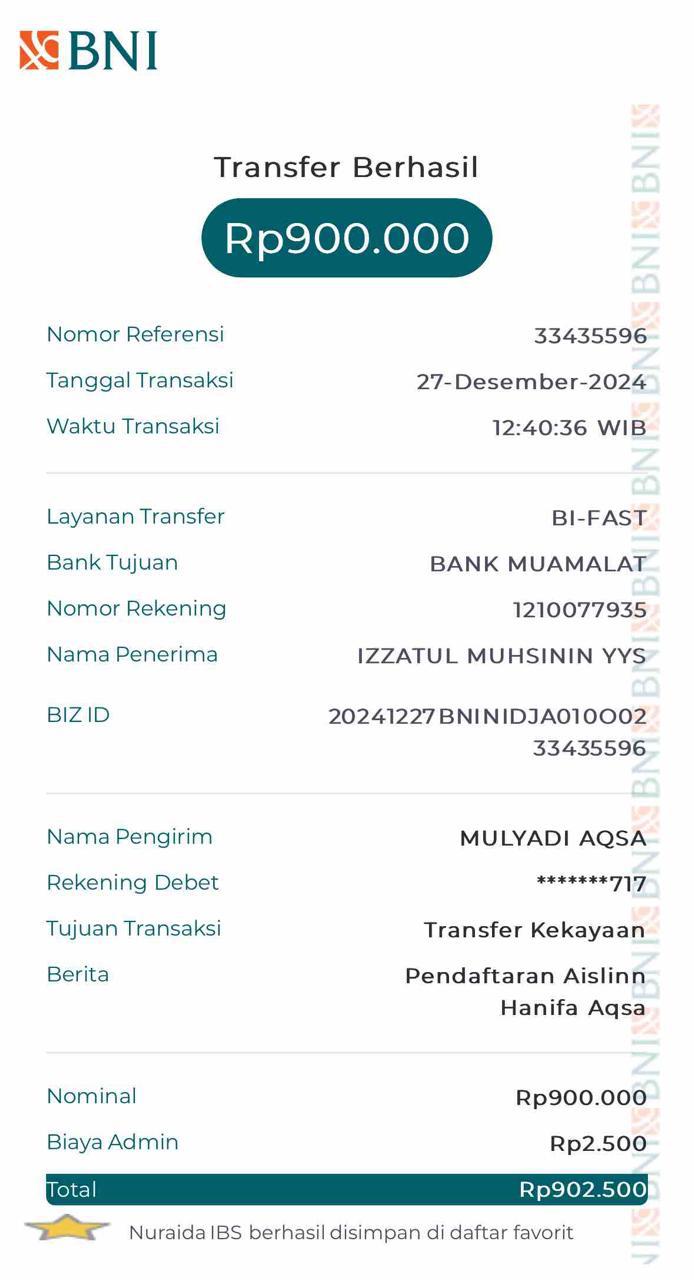 BNI
Transfer Berhasil
Rp900.000
Nomor Referensi 33435596
Tanggal Transaksi 27-Desember-2024
Waktu Transaksi 12:40:36 WIB
Layanan Transfer BI-FAST
Bank Tujuan BANK MUAMALAT
Nomor Rekening 1210077935
Nama Penerima IZZATUL MUHSININ YYS
BIZ ID 20241227BNINIDJA010O02
33435596
Nama Pengirim MULYADI AQSA
Rekening Debet *******717
Tujuan Transaksi Transfer Kekayaan
Berita Pendaftaran Aislinn
Hanifa Aqsa
Nominal Rp900.000
Biaya Admin Rp2.500
Total Rp902.500
Nuraida IBS berhasil disimpan di daftar favorit
BNI BNI BNI BNI BNI BNI BNI BNI BNI BNI BNI BNI